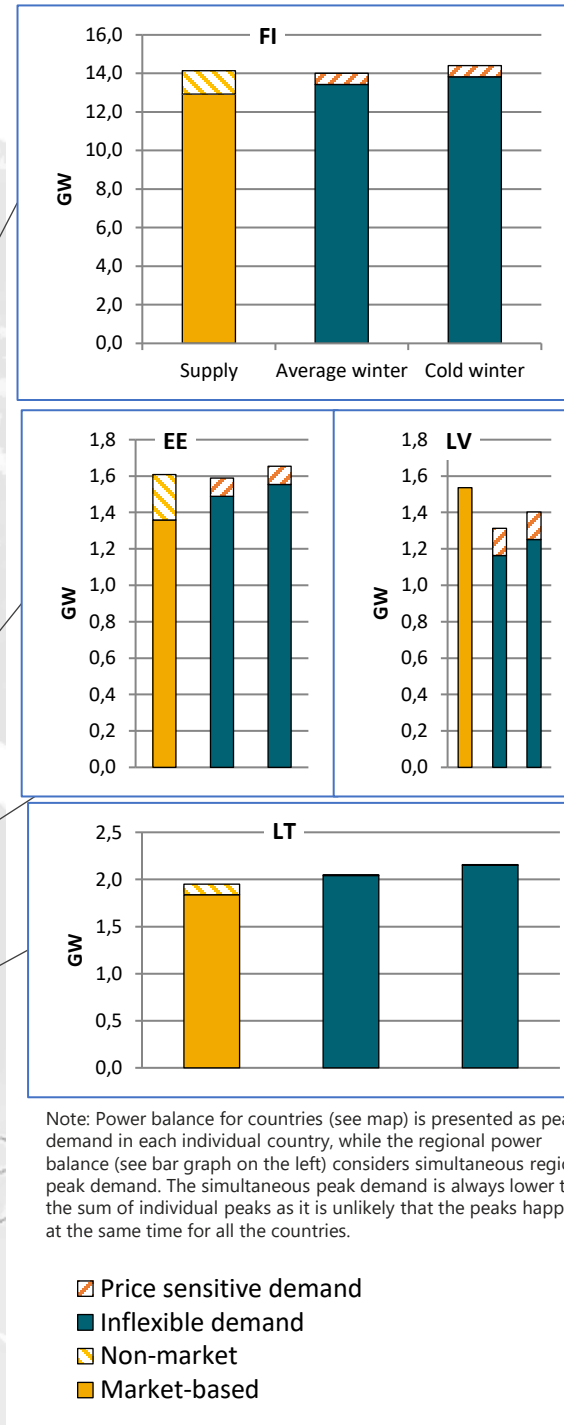 FI
16,0
14,0
12,0
10,0
8,0
6,0
4,0
2,0
0,0
GW
Supply Average winter Cold winter
EE
1,8
1,6
1,4
1,2
1,0
0,8
0,6
0,4
0,2
0,0
GW
LV
1,8
1,6
1,4
1,2
1,0
0,8
0,6
0,4
0,2
0,0
GW
LT
2,5
2,0
1,5
1,0
0,5
0,0
GW
Note: Power balance for countries (see map) is presented as pea
demand in each individual country, while the regional power
balance (see bar graph on the left) considers simultaneous regio
peak demand. The simultaneous peak demand is always lower t
the sum of individual peaks as it is unlikely that the peaks happ
at the same time for all the countries.
Price sensitive demand
Inflexible demand
Non-market
Market-based